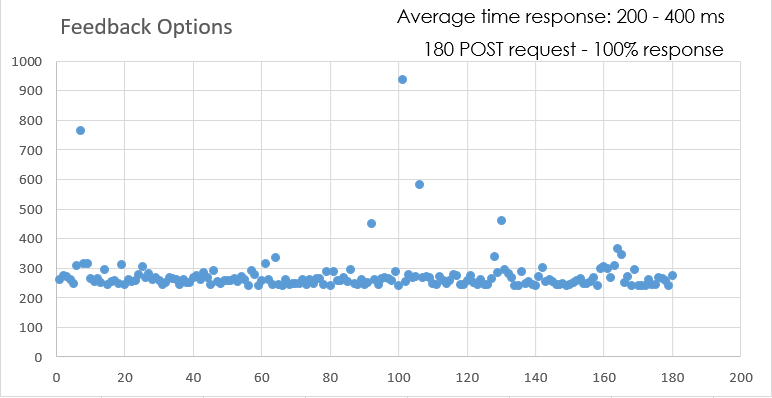 Average time response: 200 - 400 ms
Feedback Options
180 POST request - 100% response
1000
900
800
700
600
500
400
300
200
100
0
0 20 40 60 80 100 120 140 160 180 200